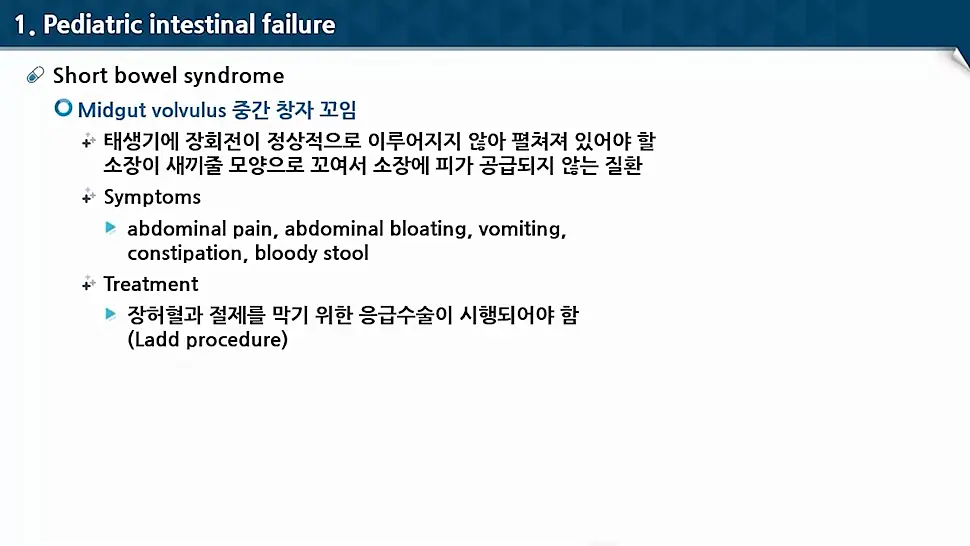 1. Pediatric intestinal failure
Short bowel syndrome
Midgut volvulus 중간 창자 꼬임
태생기에 장회전이 정상적으로 이루어지지 않아 펼쳐져 있어야 할
소장이 새끼줄 모양으로 꼬여서 소장에 피가 공급되지 않는 질환
Symptoms
abdominal pain, abdominal bloating, vomiting,
constipation, bloody stool
Treatment
장허혈과 절제를 막기 위한 응급수술이 시행되어야 함
(Ladd procedure)